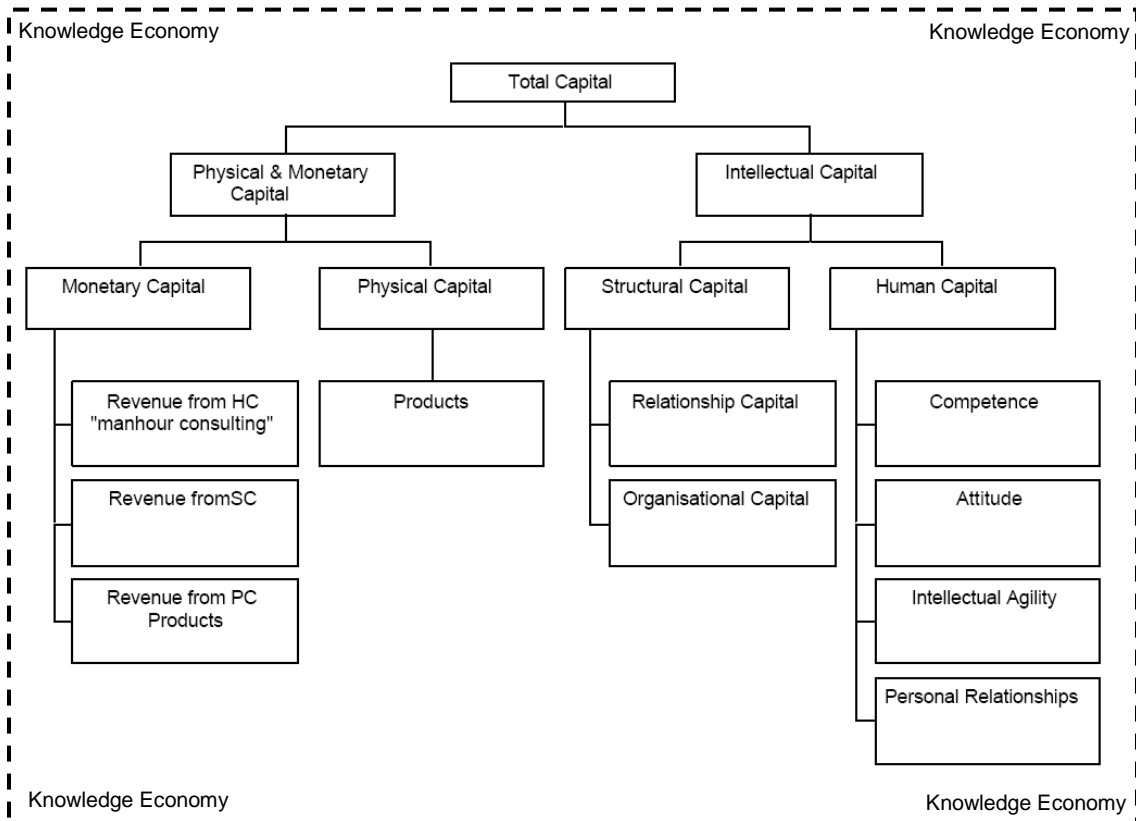 Knowledge Economy
Knowledge Economy
Total Capital
Physical & Monetary
Capital
Intellectual Capital
Monetary Capital
Physical Capital
Structural Capital
Human Capital
Revenue from HC
"manhour consulting"
Products
Relationship Capital
Competence
Revenue fromSC
Organisational Capital
Attitude
Revenue from PC
Products
Intellectual Agility
Personal Relationships
Knowledge Economy
Knowledge Economy